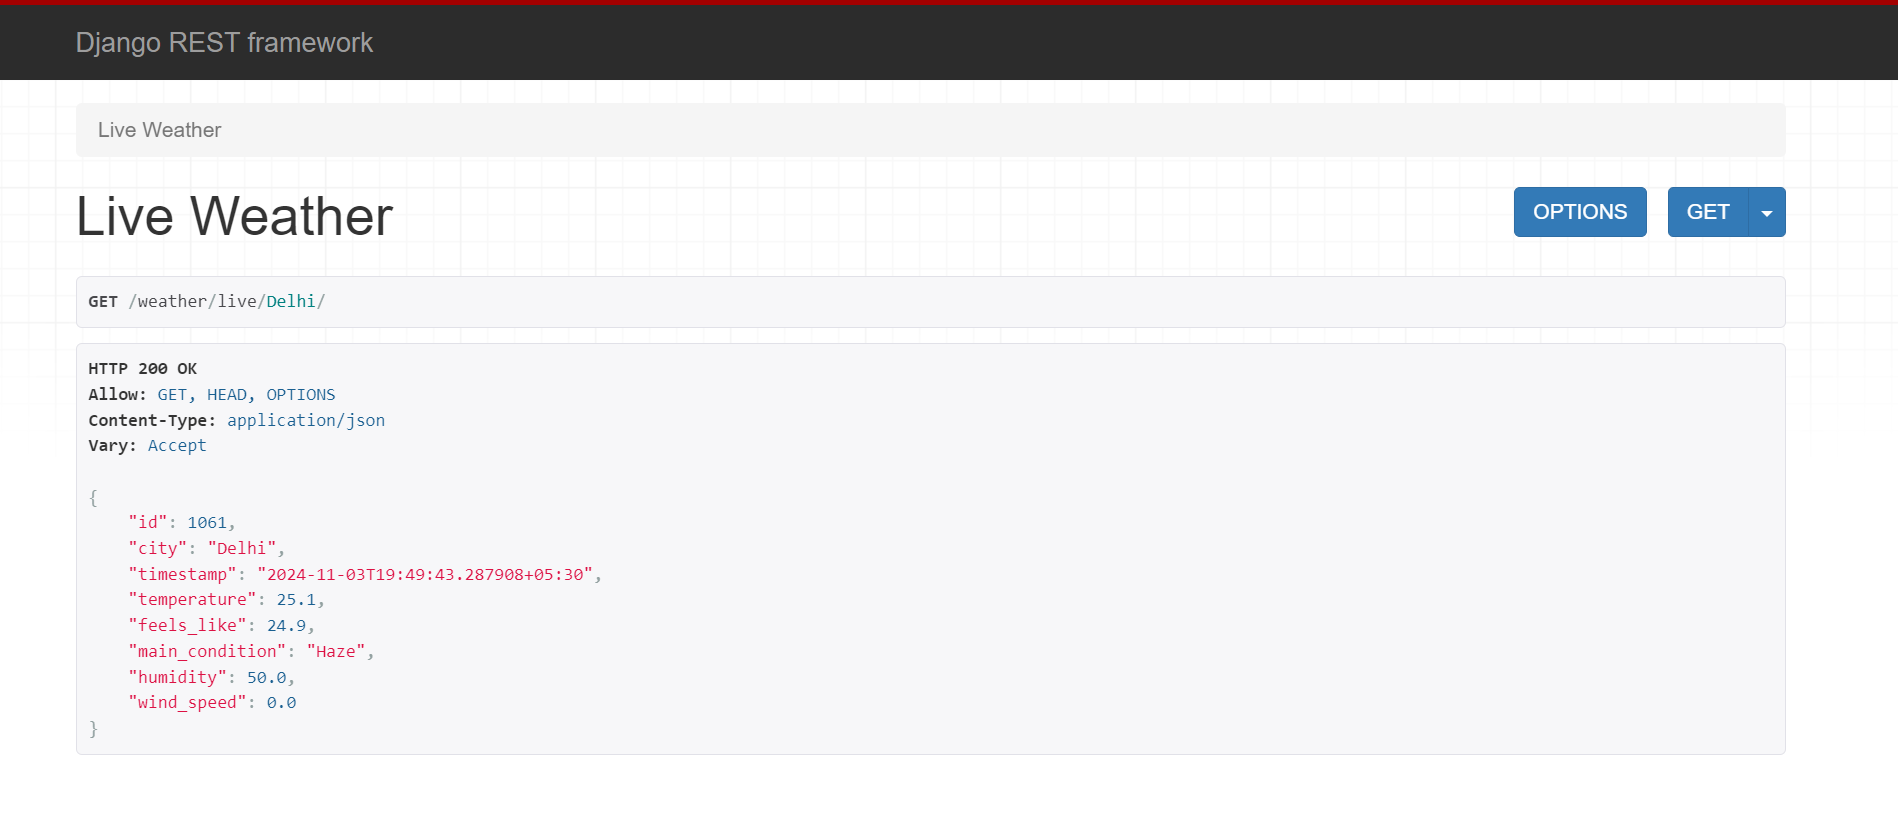 Django REST framework
Live Weather
Live Weather
OPTIONS
GET
GET /weather/live/Delhi/
HTTP 200 OK
Allow: GET, HEAD, OPTIONS
Content-Type: application/json
Vary: Accept
{
    "id": 1061,
    "city": "Delhi",
    "timestamp": "2024-11-03T19:49:43.287908+05:30",
    "temperature": 25.1,
    "feels_like": 24.9,
    "main_condition": "Haze",
    "humidity": 50.0,
    "wind_speed": 0.0
}